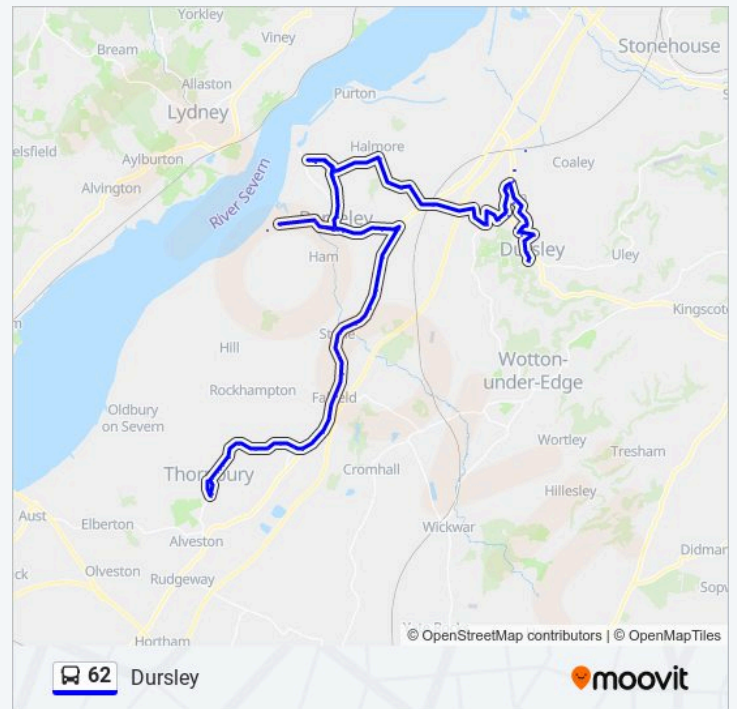 Yorkley
Viney
Bream
Stonehouse
Allaston
Purton
Lydney
Halmore
Aylburton
Coaley
Alvington
River Severn
Dursley
Ham
Uley
Kingscot
Hill
Wotton-
under-Edge
Rockhampton
Oldbury
on Severn
Wortley
Tresham
Thornbury
Cromhall
Hillesley
Aust
Elberton
Wickwar
Alveston
Didmar
Olveston
Rudgeway
Sopv
Hortham
© OpenStreetMap contributors | © OpenMapTiles
62 Dursley
moovit